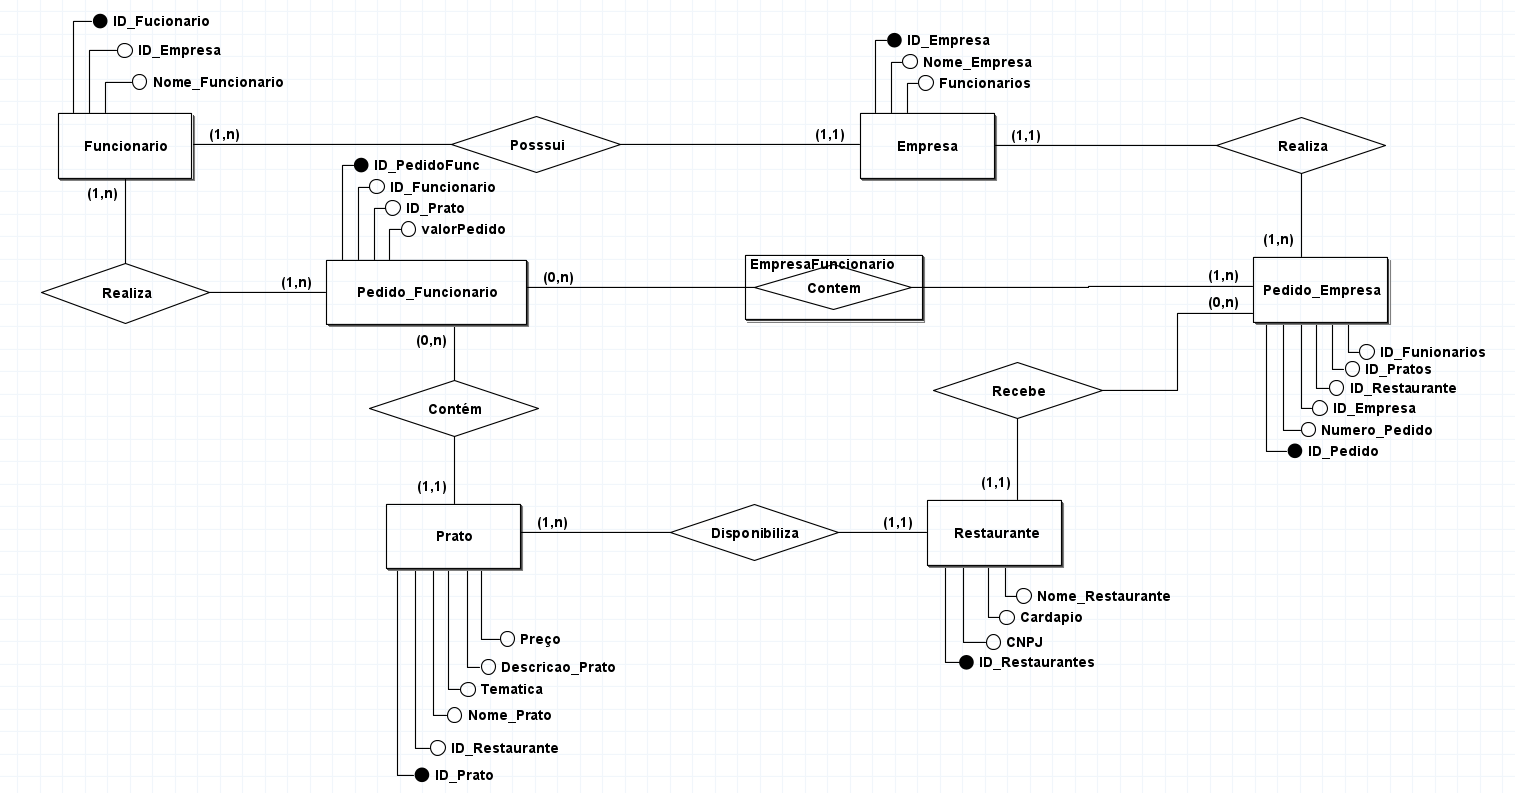 ID_Fucionario
ID_Empresa
Nome_Funcionario
Funcionario
(1,n)
Posssui
(1,1)
ID_Empresa
Nome_Empresa
Funcionarios
Empresa
(1,1)
Realiza
(1,n)
(1,n)
Realiza
(1,n)
ID_PedidoFunc
ID_Funcionario
ID_Prato
valorPedido
Pedido_Funcionario
(0,n)
EmpresaFuncionario
Contem
(1,n)
Pedido_Empresa
(0,n)
ID_Funionarios
ID_Pratos
ID_Restaurante
ID_Empresa
Numero_Pedido
ID_Pedido
(0,n)
Contém
(1,1)
Recebe
(1,1)
Prato
(1,n)
Disponibiliza
(1,1)
Restaurante
Nome_Restaurante
Cardapio
CNPJ
ID_Restaurantes
Preço
Descricao_Prato
Tematica
Nome_Prato
ID_Restaurante
ID_Prato